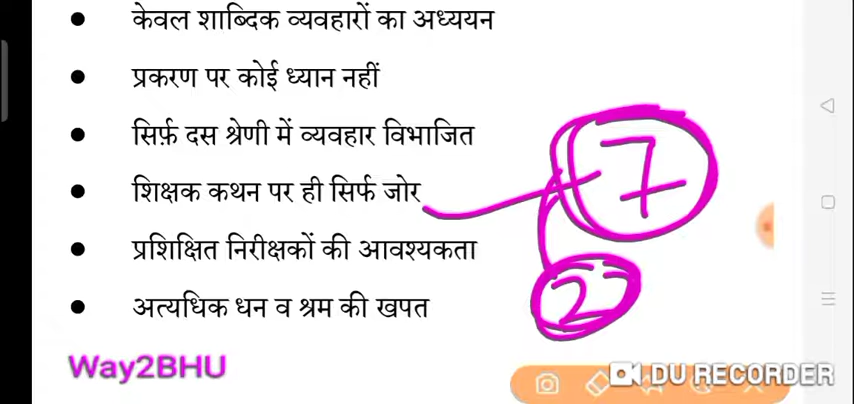 केवल शाब्दिक व्यवहारों का अध्ययन
प्रकरण पर कोई ध्यान नहीं
सिर्फ़ दस श्रेणी में व्यवहार विभाजित
शिक्षक कथन पर ही सिर्फ जोर
7
प्रशिक्षित निरीक्षकों की आवश्यकता
2
अत्यधिक धन व श्रम की खपत
Way2BHU
DU RECORDER